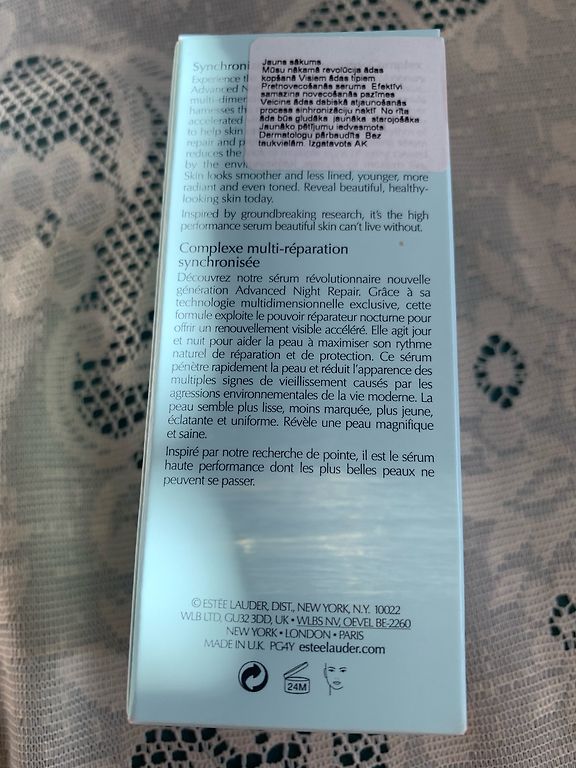 Synchroni
Jauns sākums
Mūsu nākamā revolūcija ādas
kopšanā Visiem ādas tipiem
Pretnovecošanās serums Efektīvi
samazina novecošanās pazīmes
Veicina ādas dabiskā atjaunošanās
procesa sinhronizāciju naktī No rīta
āda būs gludāka jaunāka starojošāka
Jaunāko pētījumu iedvesmots
Dermatologu pārbaudīts Bez
taukvielām. Izgatavots AK
Experience th
Advanced N
multi-dimer
harnesses th
accelerated
to help skin
repair and p
reduces the
by the envi
Skin looks smoother and less lined, younger, more
radiant and even toned. Reveal beautiful, healthy-
looking skin today.
Inspired by groundbreaking research, it's the high
performance serum beautiful skin can't live without.
Complexe multi-réparation
synchronisée
Découvrez notre sérum révolutionnaire nouvelle
génération Advanced Night Repair. Grâce à sa
technologie multidimensionnelle exclusive, cette
formule exploite le pouvoir réparateur nocturne pour
offrir un renouvellement visible accéléré. Elle agit jour
et nuit pour aider la peau à maximiser son rythme
naturel de réparation et de protection. Ce sérum
pénètre rapidement la peau et réduit l'apparence des
multiples signes de vieillissement causés par les
agressions environnementales de la vie moderne. La
peau semble plus lisse, moins marquée, plus jeune,
éclatante et uniforme. Révèle une peau magnifique
et saine.
Inspiré par notre recherche de pointe, il est le sérum
haute performance dont les plus belles peaux ne
peuvent se passer.
© ESTÉE LAUDER, DIST., NEW YORK, N.Y. 10022
WLB LTD, GU32 3DD, UK • WLBS NV, OEVEL BE-2260
NEW YORK • LONDON • PARIS
MADE IN U.K. PG4Y esteelauder.com
24M